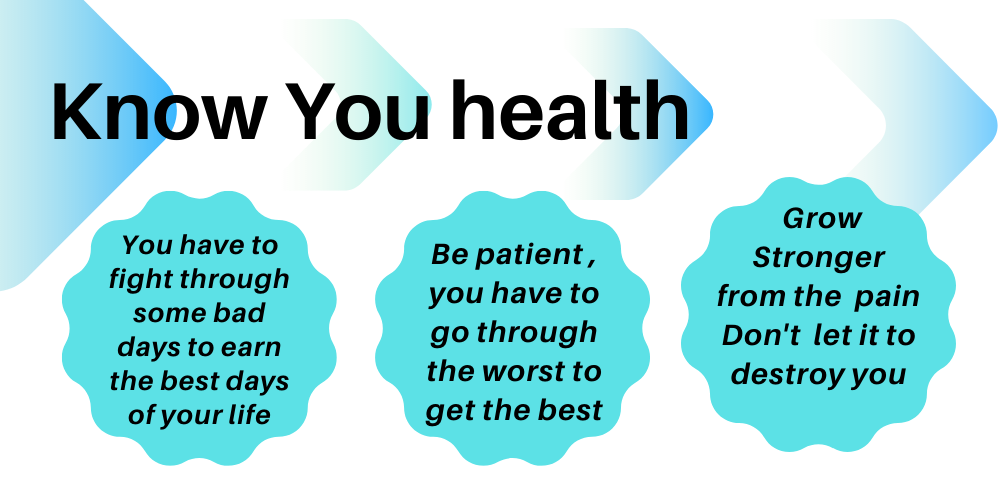 Know You health
You have to
fight through
some bad
days to earn
the best days
of your life
Be patient ,
you have to
go through
the worst to
get the best
Grow
Stronger
from the  pain
Don't  let it to
destroy you